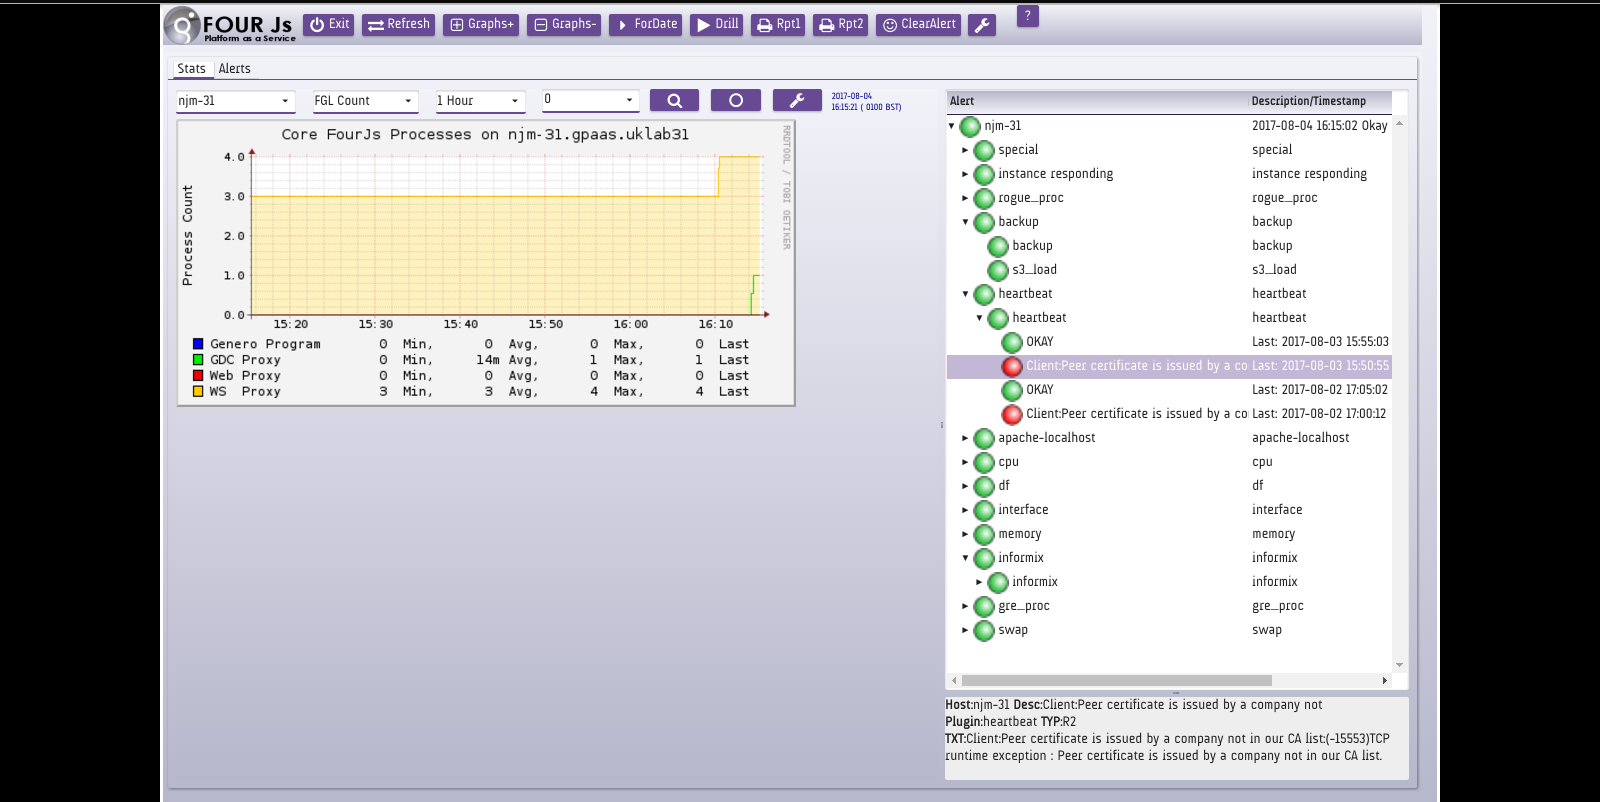 FOUR Js
Platform as a Service
Exit
Refresh
Graphs+
Graphs-
ForDate
Drill
Rpt1
Rpt2
ClearAlert
?
Stats
Alerts
njm-31
FGL Count
1 Hour
0
2017-08-04
16:15:21 ( 0100 BST)
Core FourJs Processes on njm-31.gpaas.uklab31
RRDTOOL / TOBI OETIKER
Process Count
4.0
3.0
2.0
1.0
0.0
15:20 15:30 15:40 15:50 16:00 16:10
Genero Program 0 Min, 0 Avg, 0 Max, 0 Last
GDC Proxy 0 Min, 14m Avg, 1 Max, 1 Last
Web Proxy 0 Min, 0 Avg, 0 Max, 0 Last
WS Proxy 3 Min, 3 Avg, 4 Max, 4 Last
Alert Description/Timestamp
njm-31 2017-08-04 16:15:02 Okay
special special
instance responding instance responding
rogue_proc rogue_proc
backup backup
backup backup
s3_load s3_load
heartbeat heartbeat
heartbeat heartbeat
OKAY Last: 2017-08-03 15:55:03
Client:Peer certificate is issued by a co Last: 2017-08-03 15:50:55
OKAY Last: 2017-08-02 17:05:02
Client:Peer certificate is issued by a co Last: 2017-08-02 17:00:12
apache-localhost apache-localhost
cpu cpu
df df
interface interface
memory memory
informix informix
informix informix
gre_proc gre_proc
swap swap
Host:njm-31 Desc:Client:Peer certificate is issued by a company not
Plugin:heartbeat TYP:R2
TXT:Client:Peer certificate is issued by a company not in our CA list:(-15553)TCP
runtime exception : Peer certificate is issued by a company not in our CA list.